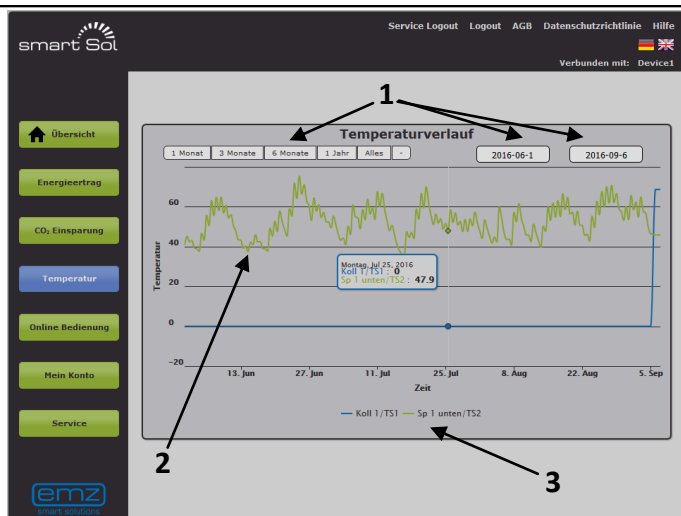 Service Logout Logout AGB Datenschutzrichtlinie Hilfe
smart Sol
Verbunden mit: Device1
1
Übersicht
Temperaturverlauf
1 Monat 3 Monate 6 Monate 1 Jahr Alles -
2016-06-1 2016-09-6
Energieertrag
CO₂ Einsparung
Temperatur
Online Bedienung
Mein Konto
Service
Temperatur
60
40
20
0
-20
Montag, Jul 25, 2016
Koll 1/TS1 : 0
Sp 1 unten/TS2 : 47.9
13. Jun 27. Jun 11. Jul 25. Jul 8. Aug 22. Aug 5. Sep
Zeit
Koll 1/TS1 Sp 1 unten/TS2
2
3
emz
smart solutions